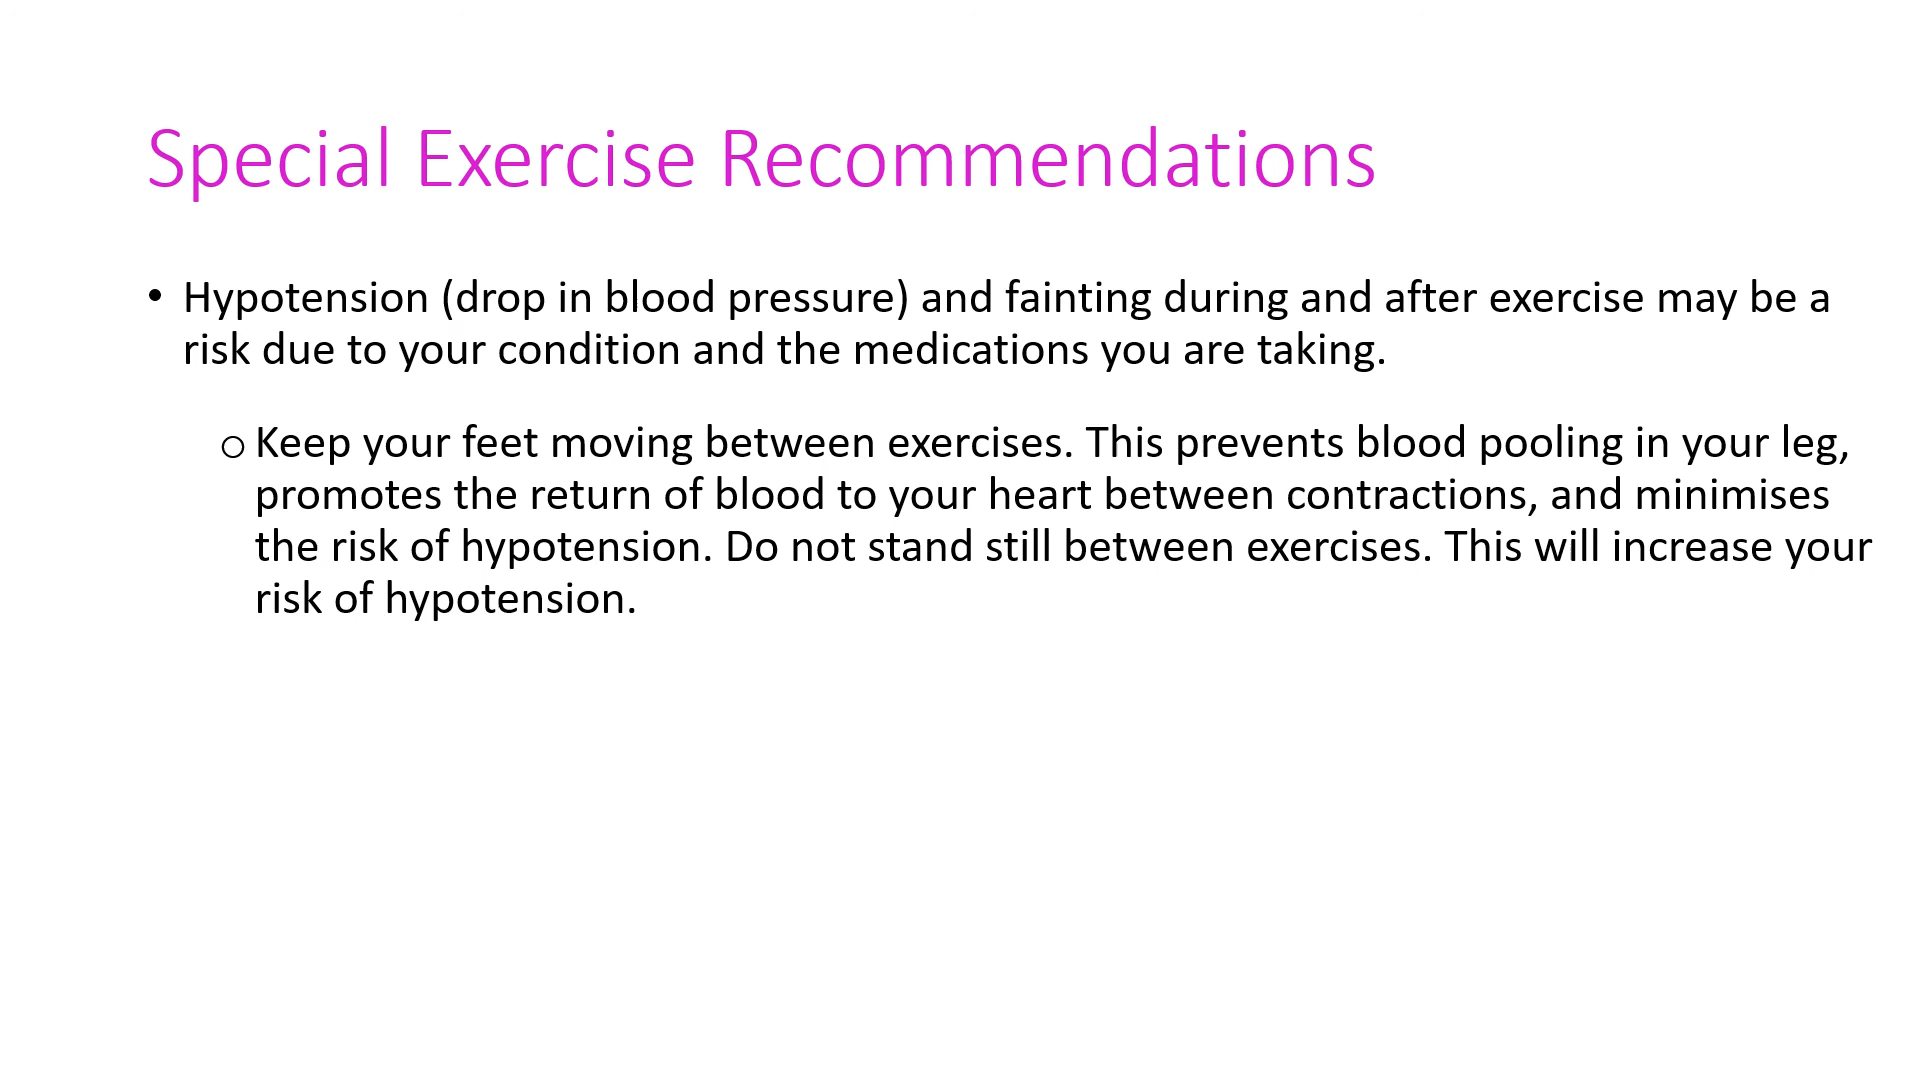 Special Exercise Recommendations
• Hypotension (drop in blood pressure) and fainting during and after exercise may be a
risk due to your condition and the medications you are taking.
o Keep your feet moving between exercises. This prevents blood pooling in your leg,
promotes the return of blood to your heart between contractions, and minimises
the risk of hypotension. Do not stand still between exercises. This will increase your
risk of hypotension.